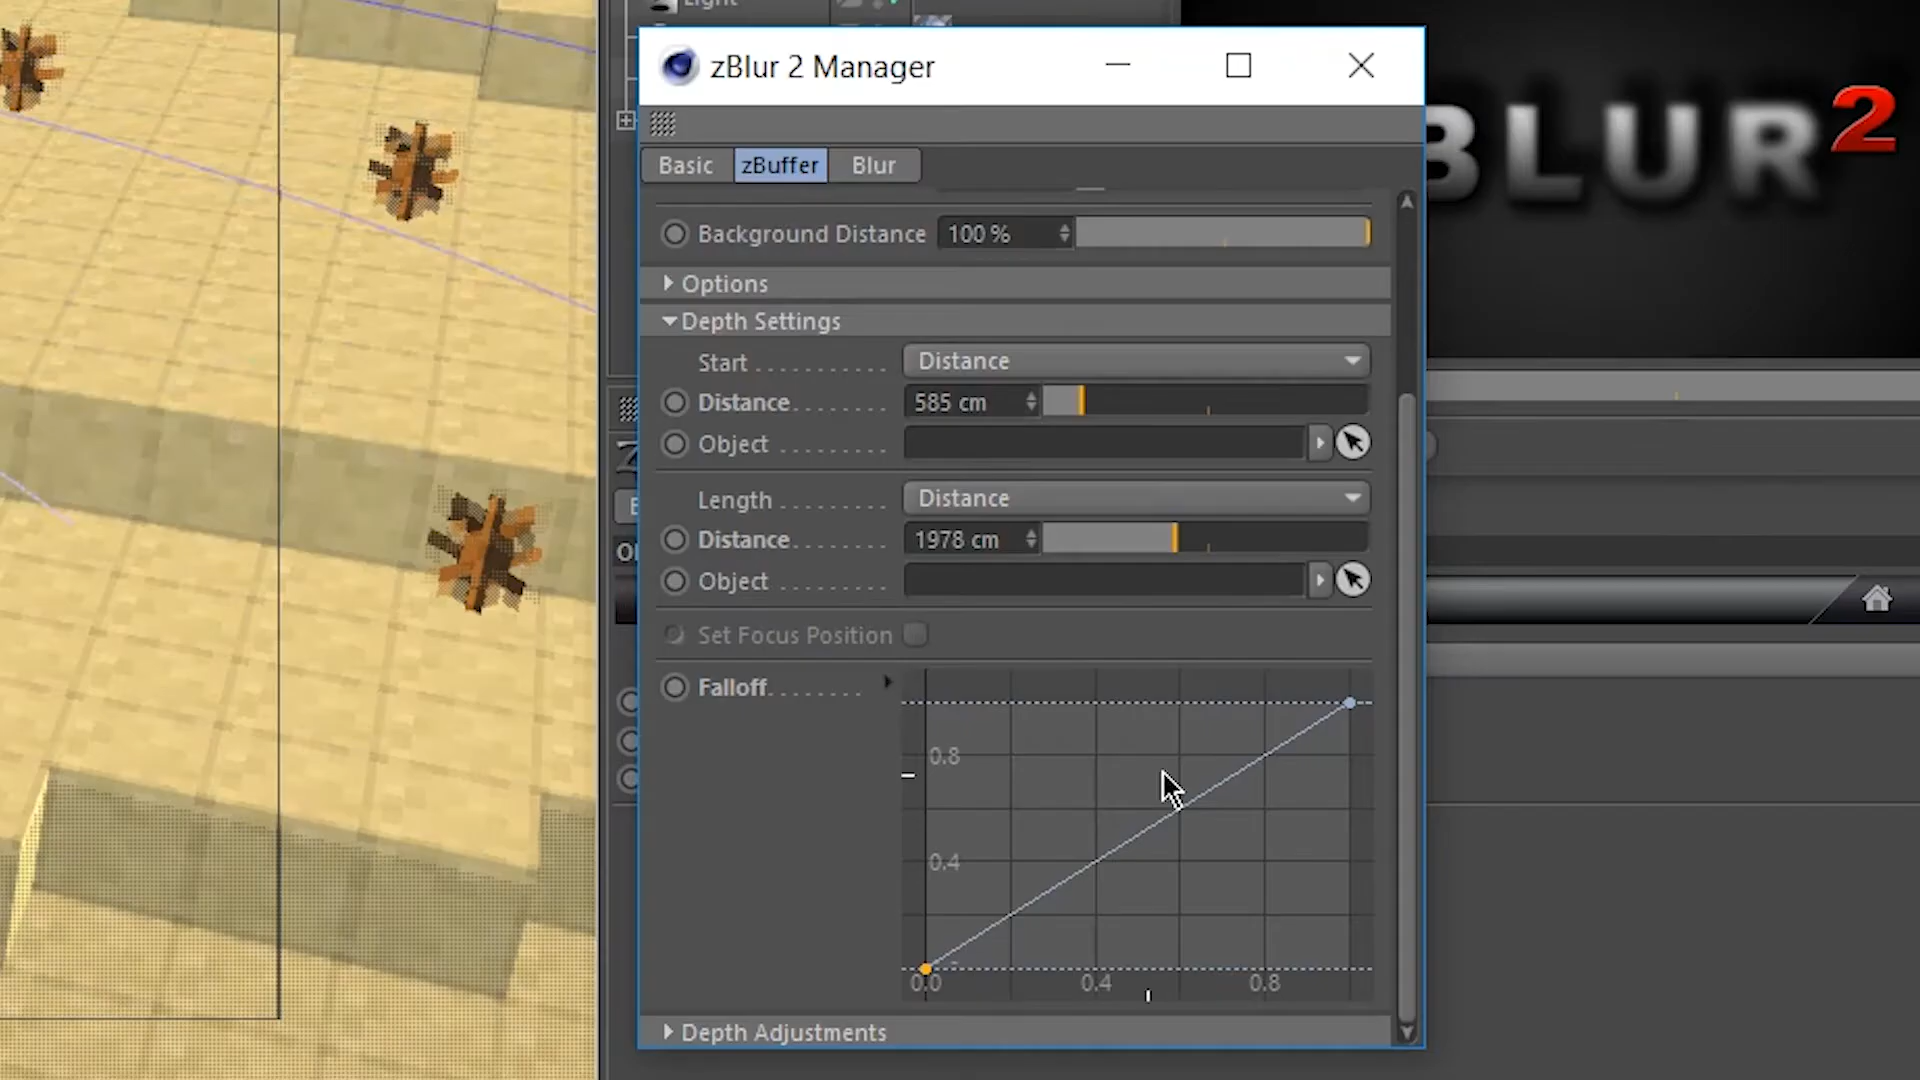 Light
zBlur 2 Manager
BLUR2
Basic zBuffer Blur
Background Distance 100 %
Options
Depth Settings
Start . . . . . . . . . . . Distance
Distance. . . . . . . . 585 cm
Object . . . . . . . . .
Length . . . . . . . . . Distance
Distance. . . . . . . . 1978 cm
Object . . . . . . . . .
Set Focus Position
Falloff. . . . . . . .
0.8
0.4
0.0 0.4 0.8
Depth Adjustments